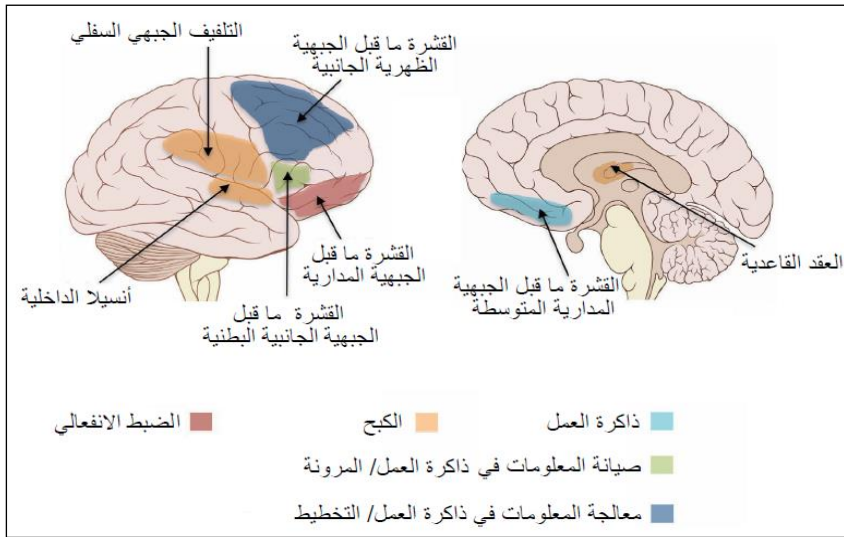 التلفيف الجبهي السفلي
القشرة ما قبل الجبهية
الظهرية الجانبية
العقد القاعدية
القشرة ما قبل الجبهية
المدارية المتوسطة
القشرة ما قبل
الجبهية المدارية
أنسيلا الداخلية
القشرة ما قبل
الجبهية الجانبية البطنية
ذاكرة العمل
الكبح
الضبط الانفعالي
صيانة المعلومات في ذاكرة العمل/ المرونة
معالجة المعلومات في ذاكرة العمل/ التخطيط